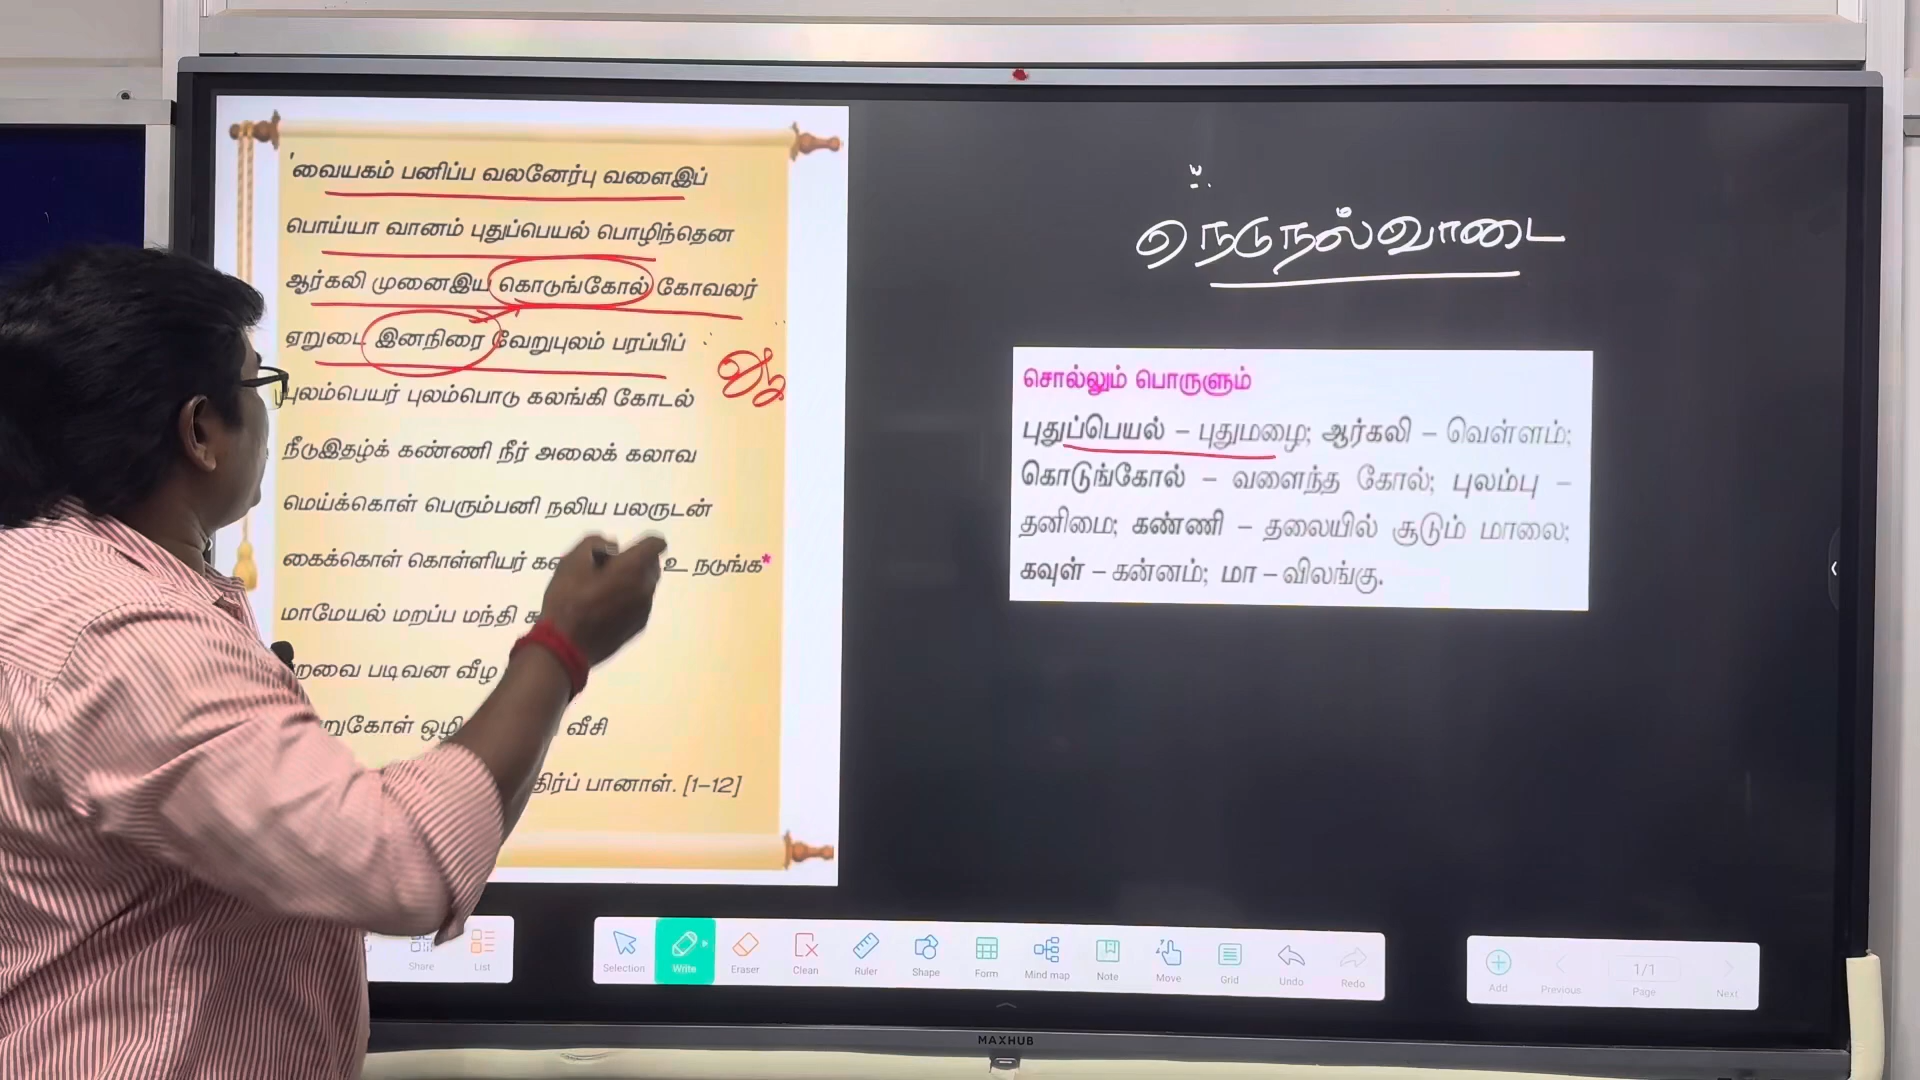 'வையகம் பனிப்ப வலனேர்பு வளைஇப்
பொய்யா வானம் புதுப்பெயல் பொழிந்தென
ஆர்கலி முனைஇய கொடுங்கோல் கோவலர்
ஏறுடை இனநிரை வேறுபுலம் பரப்பிப்
புலம்பெயர் புலம்பொடு கலங்கி கோடல்
நீடுஇதழ்க் கண்ணி நீர் அலைக் கலாவ
மெய்க்கொள் பெரும்பனி நலிய பலருடன்
கைக்கொள் கொள்ளியர் நடுங்க*
மாமேயல் மறப்ப மந்தி
படிவன வீழ
வீசி
பானாள். [1-12]
நெடுநல்வாடை
சொல்லும் பொருளும்
புதுப்பெயல் – புதுமழை; ஆர்கலி – வெள்ளம்;
கொடுங்கோல் – வளைந்த கோல்; புலம்பு –
தனிமை; கண்ணி – தலையில் சூடும் மாலை;
கவுள் – கன்னம்; மா – விலங்கு.
Share List
Selection Write Eraser Clean Ruler Shape Form Mind map Note Move Grid Undo Redo
1/1
Add Previous Page Next
MAXHUB